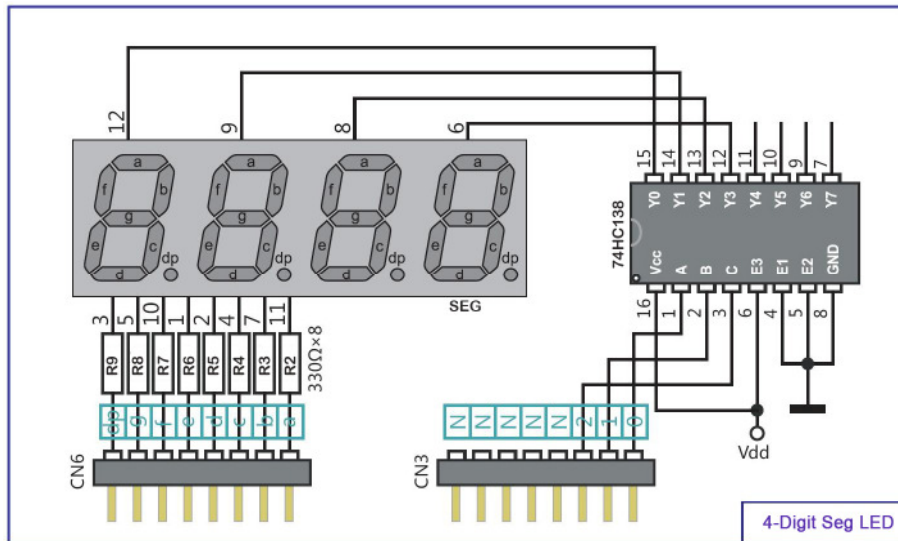 12 9 8 6
15 14 13 12 11 10 9 7
Y0 Y1 Y2 Y3 Y4 Y5 Y6 Y7
74HC138
Vcc A B C E3 E1 E2 GND
16 1 2 3 6 4 5 8
a b c d e f g dp
a b c d e f g dp
a b c d e f g dp
a b c d e f g dp
SEG
3 5 10 1 2 4 7 11
R9 R8 R7 R6 R5 R4 R3 R2
330Ω×8
dp g f e d c b a
CN6
N N N N N 2 1 0
CN3
Vdd
4-Digit Seg LED